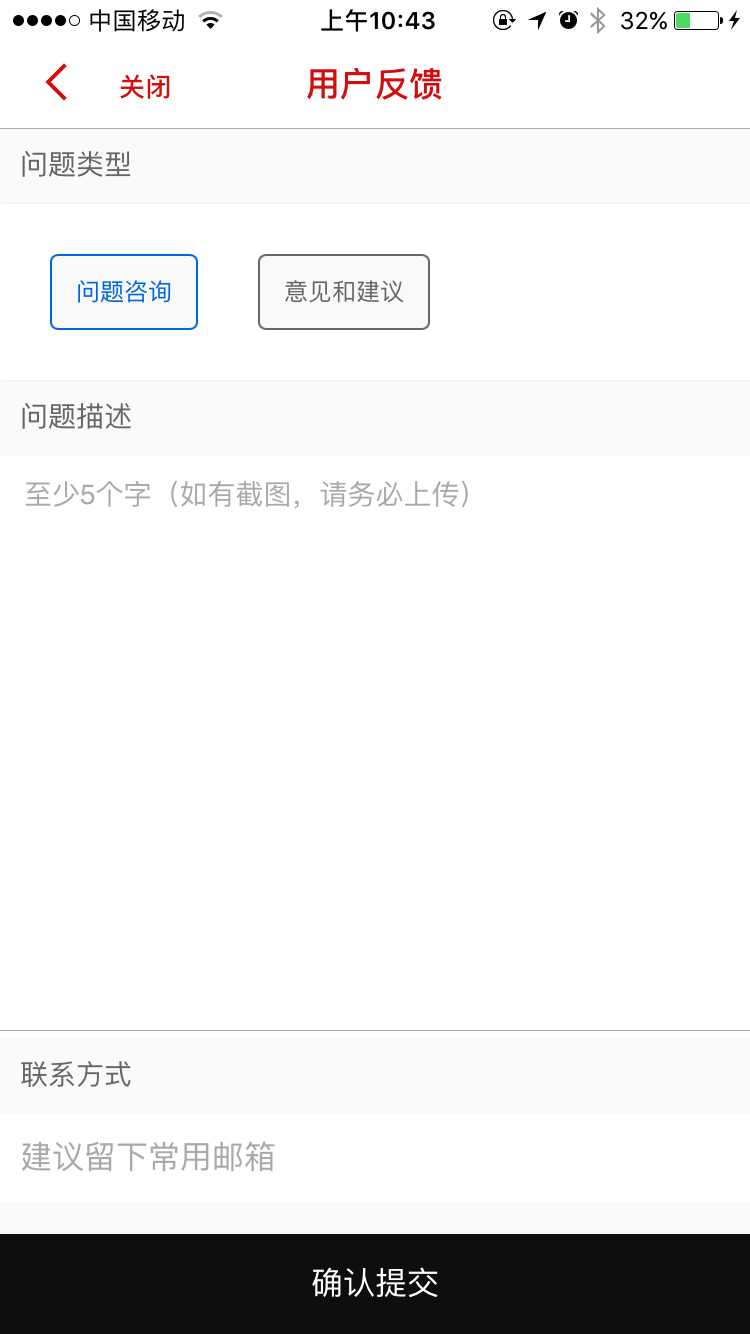 中国移动 上午10:43 32%
关闭 用户反馈
问题类型
问题咨询 意见和建议
问题描述
至少5个字（如有截图，请务必上传）
联系方式
建议留下常用邮箱
确认提交